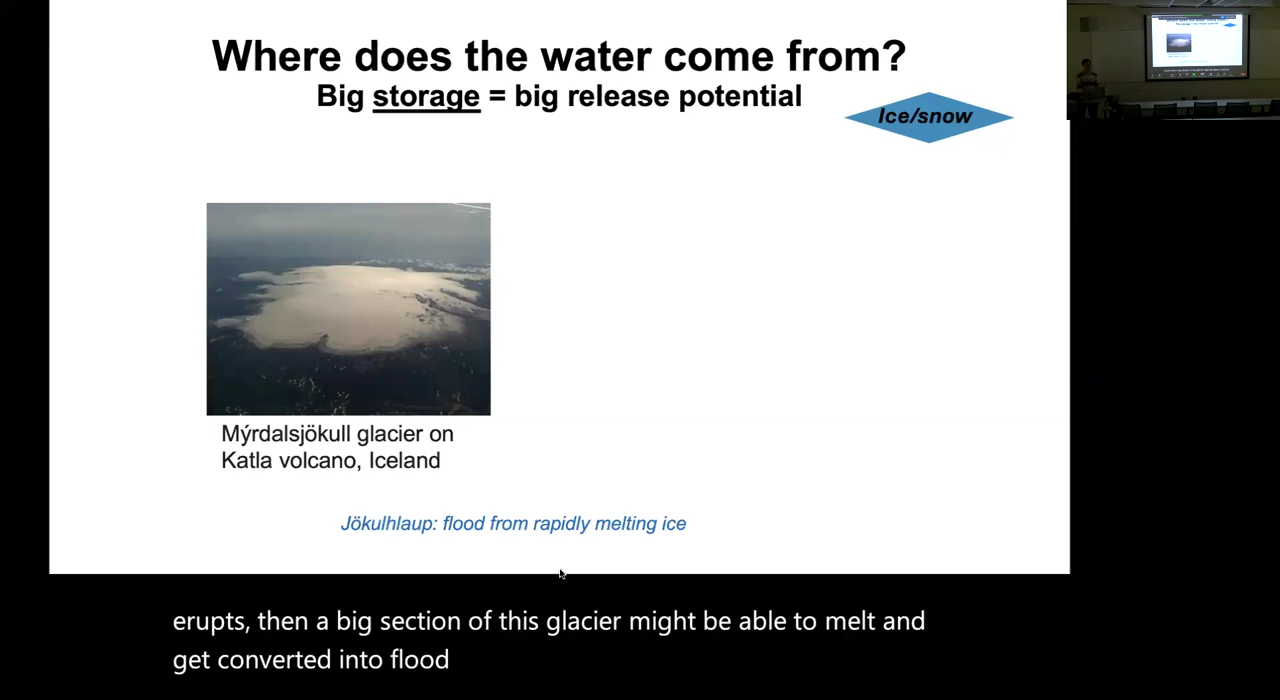 Where does the water come from?
Big storage = big release potential
Ice/snow
Mýrdalsjökull glacier on
Katla volcano, Iceland
Jökulhlaup: flood from rapidly melting ice
erupts, then a big section of this glacier might be able to melt and
get converted into flood